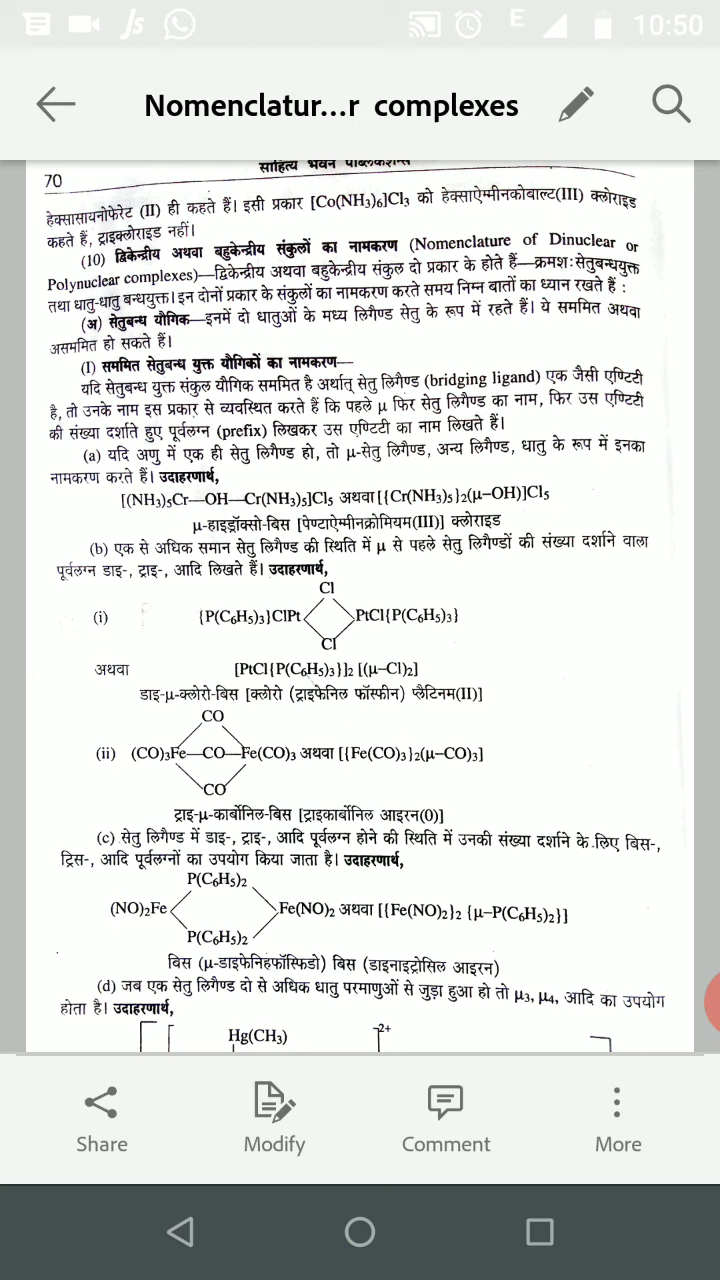 Js
E
10:50
Nomenclatur...r complexes
साहित्य भवन पब्लिकेशन्स
70
हेक्सासायनोफेरेट (II) ही कहते हैं। इसी प्रकार [Co(NH₃)₆]Cl₃ को हेक्साऐम्मीनकोबाल्ट(III) क्लोराइड
कहते हैं, ट्राइक्लोराइड नहीं।
(10) द्विकेन्द्रीय अथवा बहुकेन्द्रीय संकुलों का नामकरण (Nomenclature of Dinuclear or
Polynuclear complexes)—द्विकेन्द्रीय अथवा बहुकेन्द्रीय संकुल दो प्रकार के होते हैं—क्रमशः सेतुबन्धयुक्त
तथा धातु-धातु बन्धयुक्त। इन दोनों प्रकार के संकुलों का नामकरण करते समय निम्न बातों का ध्यान रखते हैं :
(अ) सेतुबन्ध यौगिक—इनमें दो धातुओं के मध्य लिगैण्ड सेतु के रूप में रहते हैं। ये सममित अथवा
असममित हो सकते हैं।
(I) सममित सेतुबन्ध युक्त यौगिकों का नामकरण—
यदि सेतुबन्ध युक्त संकुल यौगिक सममित है अर्थात् सेतु लिगैण्ड (bridging ligand) एक जैसी एण्टिटी
है, तो उनके नाम इस प्रकार से व्यवस्थित करते हैं कि पहले μ फिर सेतु लिगैण्ड का नाम, फिर उस एण्टिटी
की संख्या दर्शाते हुए पूर्वलग्न (prefix) लिखकर उस एण्टिटी का नाम लिखते हैं।
(a) यदि अणु में एक ही सेतु लिगैण्ड हो, तो μ-सेतु लिगैण्ड, अन्य लिगैण्ड, धातु के रूप में इनका
नामकरण करते हैं। उदाहरणार्थ,
[(NH₃)₅Cr—OH—Cr(NH₃)₅]Cl₅ अथवा [{Cr(NH₃)₅}₂(μ–OH)]Cl₅
μ-हाइड्रॉक्सो-बिस [पेण्टाऐम्मीनक्रोमियम(III)] क्लोराइड
(b) एक से अधिक समान सेतु लिगैण्ड की स्थिति में μ से पहले सेतु लिगैण्डों की संख्या दर्शाने वाला
पूर्वलग्न डाइ-, ट्राइ-, आदि लिखते हैं। उदाहरणार्थ,
Cl
(i) {P(C₆H₅)₃}ClPt PtCl{P(C₆H₅)₃}
Cl
अथवा [PtCl{P(C₆H₅)₃}]₂ [(μ–Cl)₂]
डाइ-μ-क्लोरो-बिस [क्लोरो (ट्राइफेनिल फॉस्फीन) प्लैटिनम(II)]
CO
(ii) (CO)₃Fe—CO—Fe(CO)₃ अथवा [{Fe(CO)₃}₂(μ–CO)₃]
CO
ट्राइ-μ-कार्बोनिल-बिस [ट्राइकार्बोनिल आइरन(0)]
(c) सेतु लिगैण्ड में डाइ-, ट्राइ-, आदि पूर्वलग्न होने की स्थिति में उनकी संख्या दर्शाने के लिए बिस-,
ट्रिस-, आदि पूर्वलग्नों का उपयोग किया जाता है। उदाहरणार्थ,
P(C₆H₅)₂
(NO)₂Fe Fe(NO)₂ अथवा [{Fe(NO)₂}₂ {μ–P(C₆H₅)₂}]
P(C₆H₅)₂
बिस (μ-डाइफेनिहफॉस्फिडो) बिस (डाइनाइट्रोसिल आइरन)
(d) जब एक सेतु लिगैण्ड दो से अधिक धातु परमाणुओं से जुड़ा हुआ हो तो μ₃, μ₄, आदि का उपयोग
होता है। उदाहरणार्थ,
Hg(CH₃) 2+
Share Modify Comment More